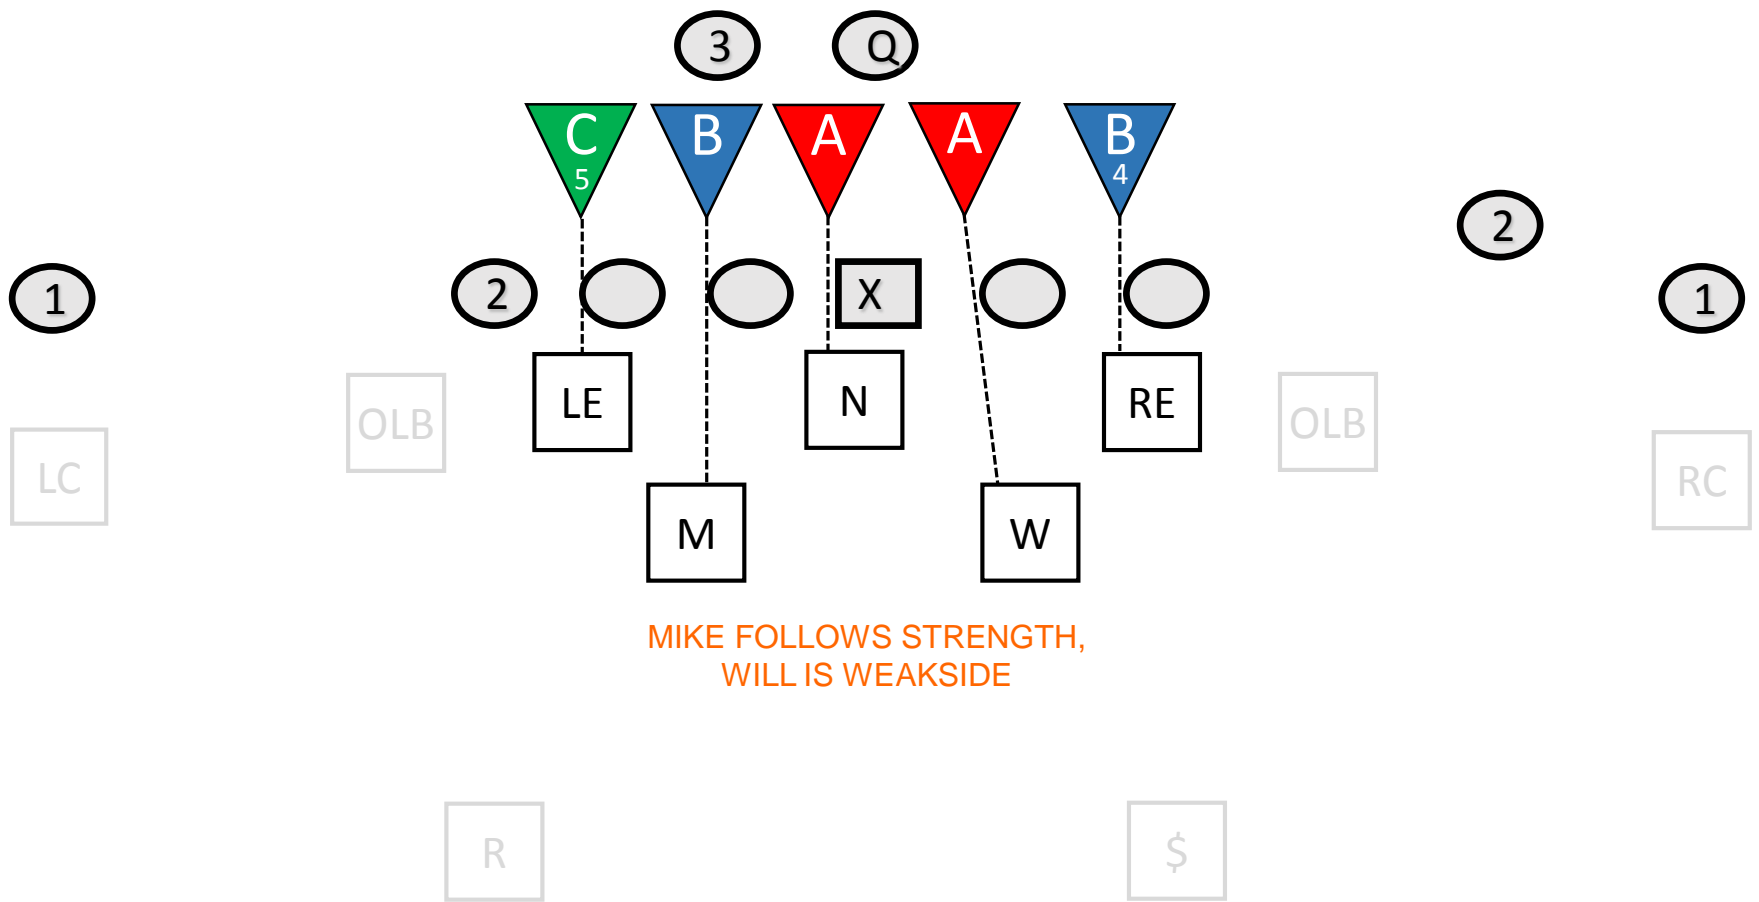 3 Q
C B A A B
5 4
2
1 2 X 1
LE N RE
OLB OLB
LC RC
M W
MIKE FOLLOWS STRENGTH,
WILL IS WEAKSIDE
R $